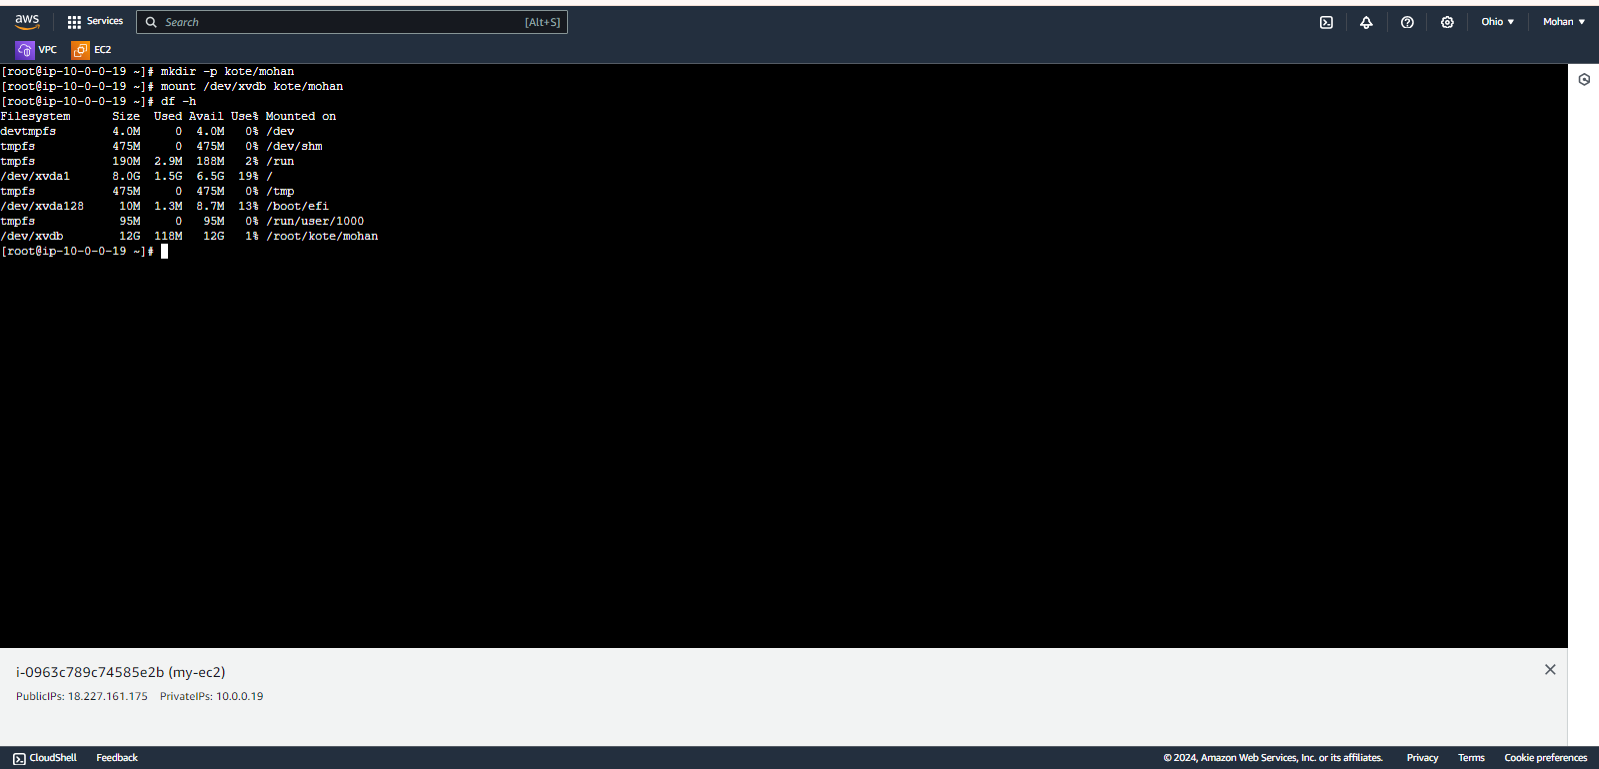 aws Services Search [Alt+S] Ohio Mohan
VPC EC2
[root@ip-10-0-0-19 ~]# mkdir -p kote/mohan
[root@ip-10-0-0-19 ~]# mount /dev/xvdb kote/mohan
[root@ip-10-0-0-19 ~]# df -h
Filesystem      Size  Used Avail Use% Mounted on
devtmpfs        4.0M     0  4.0M   0% /dev
tmpfs           475M     0  475M   0% /dev/shm
tmpfs           190M  2.9M  188M   2% /run
/dev/xvda1      8.0G  1.5G  6.5G  19% /
tmpfs           475M     0  475M   0% /tmp
/dev/xvda128     10M  1.3M  8.7M  13% /boot/efi
tmpfs            95M     0   95M   0% /run/user/1000
/dev/xvdb        12G  118M   12G   1% /root/kote/mohan
[root@ip-10-0-0-19 ~]#
i-0963c789c74585e2b (my-ec2)
PublicIPs: 18.227.161.175 PrivateIPs: 10.0.0.19
CloudShell Feedback © 2024, Amazon Web Services, Inc. or its affiliates. Privacy Terms Cookie preferences